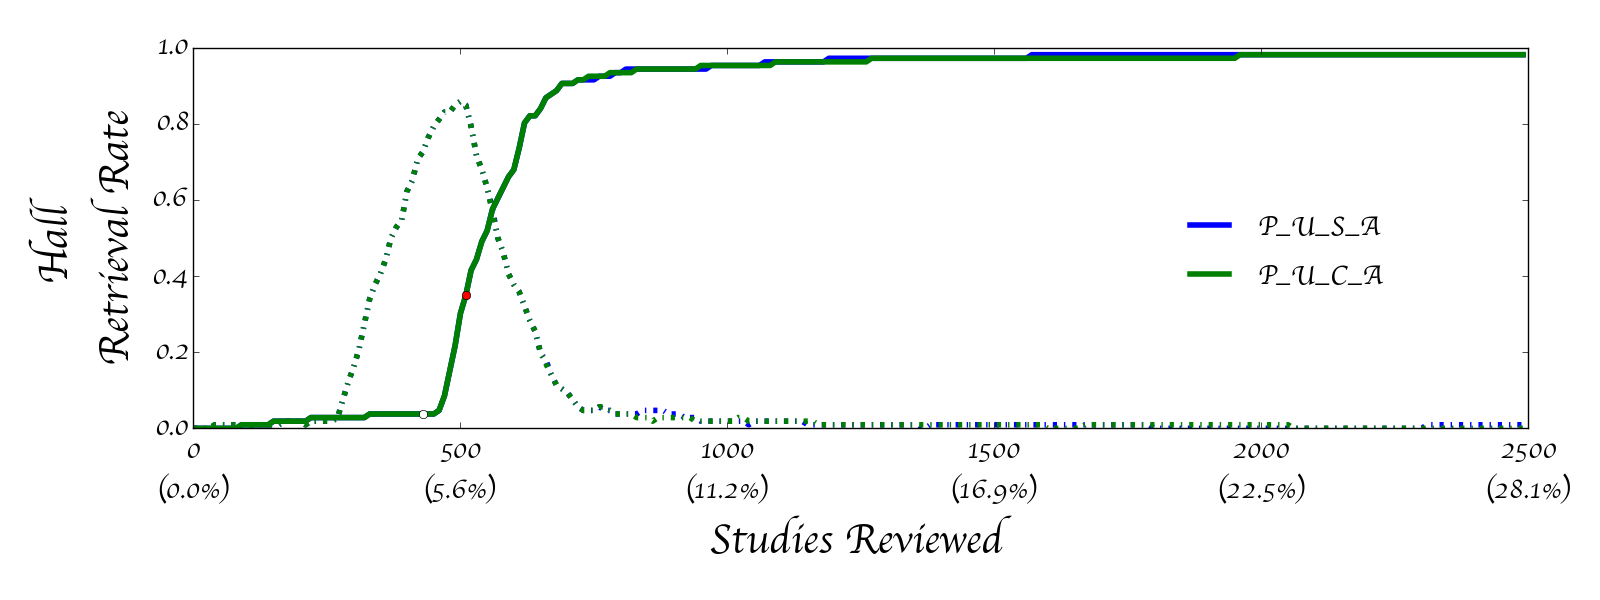 Hall
Retrieval Rate
1.0
0.8
0.6
0.4
0.2
0.0
P_U_S_A
P_U_C_A
0 500 1000 1500 2000 2500
(0.0%) (5.6%) (11.2%) (16.9%) (22.5%) (28.1%)
Studies Reviewed